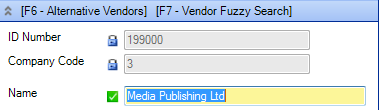 [F6 - Alternative Vendors] [F7 - Vendor Fuzzy Search]
ID Number 199000
Company Code 3
Name Media Publishing Ltd